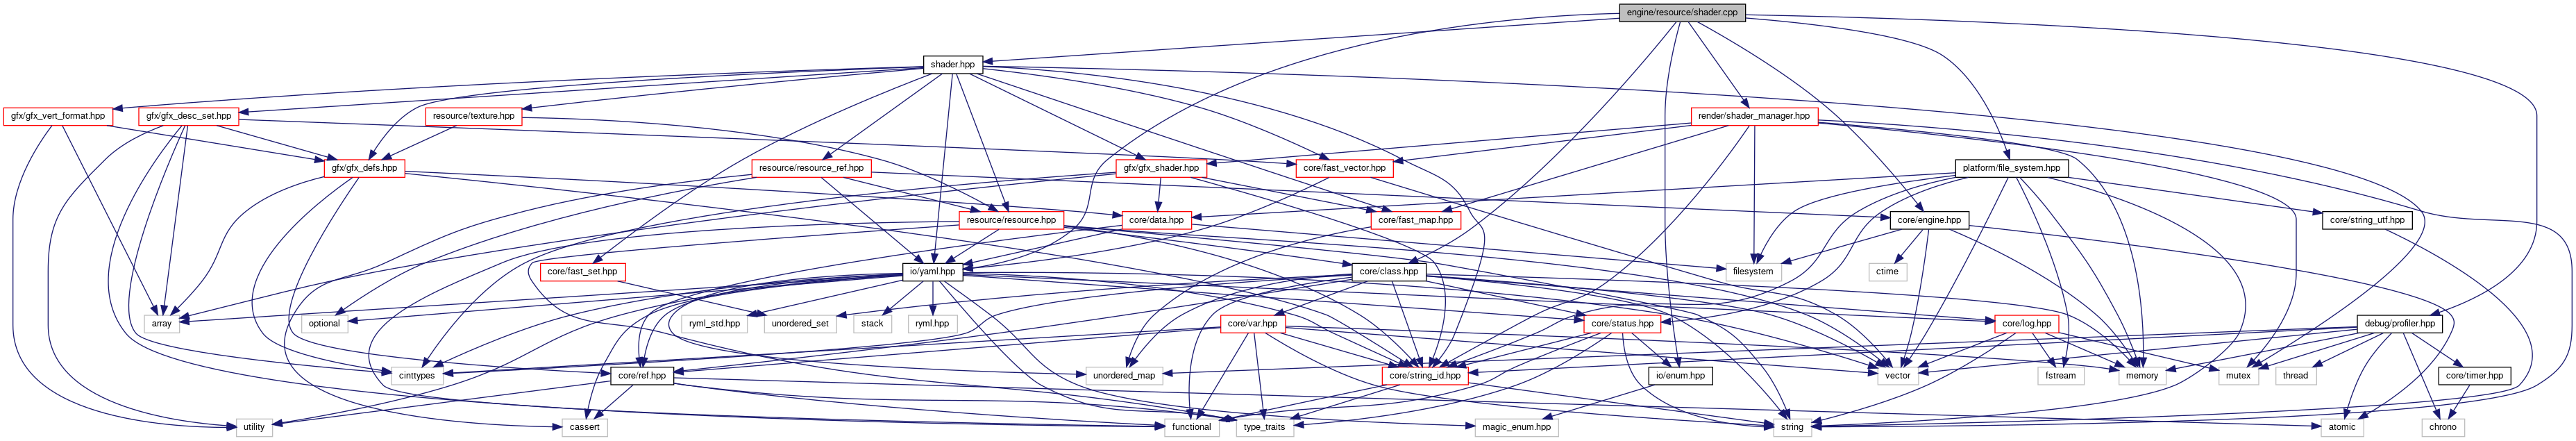 engine/resource/shader.cpp
shader.hpp
gfx/gfx_vert_format.hpp
gfx/gfx_desc_set.hpp
resource/texture.hpp
render/shader_manager.hpp
gfx/gfx_defs.hpp
resource/resource_ref.hpp
gfx/gfx_shader.hpp
core/fast_vector.hpp
platform/file_system.hpp
resource/resource.hpp
core/data.hpp
core/fast_map.hpp
core/engine.hpp
core/string_utf.hpp
core/fast_set.hpp
io/yaml.hpp
core/class.hpp
filesystem
ctime
array
optional
ryml_std.hpp
unordered_set
stack
ryml.hpp
core/var.hpp
core/status.hpp
core/log.hpp
debug/profiler.hpp
cinttypes
core/ref.hpp
unordered_map
core/string_id.hpp
io/enum.hpp
vector
fstream
memory
mutex
thread
core/timer.hpp
utility
cassert
functional
type_traits
magic_enum.hpp
string
atomic
chrono